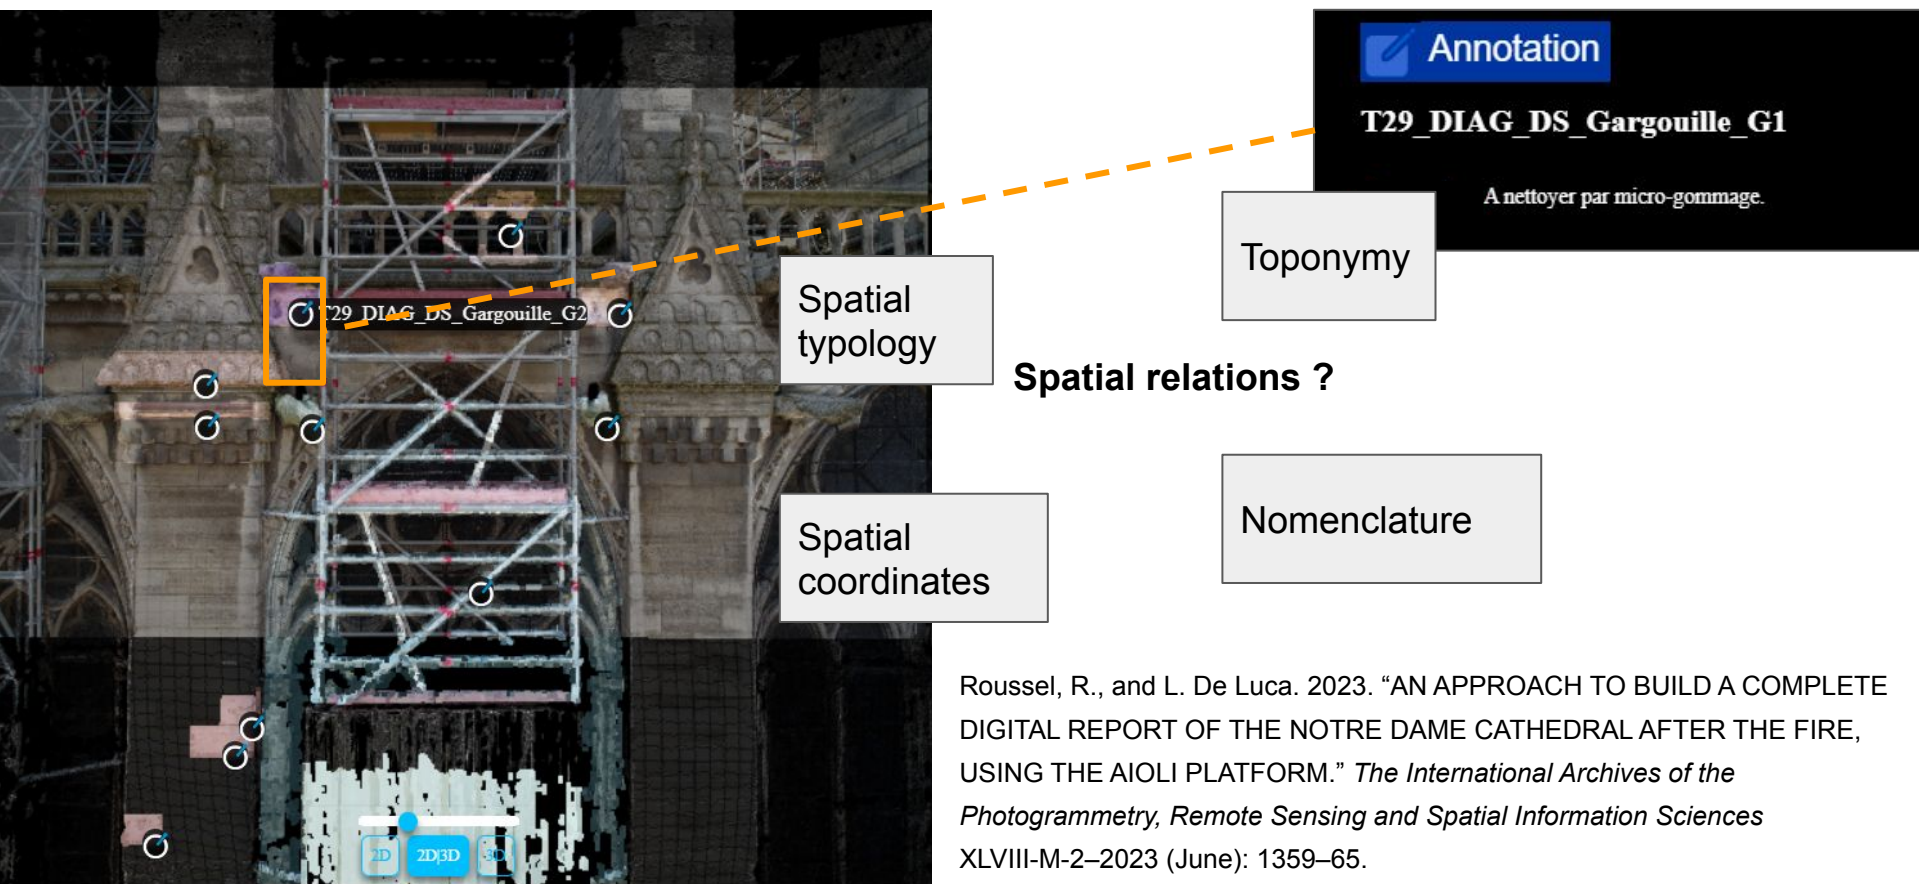 Annotation
T29_DIAG_DS_Gargouille_G1
A nettoyer par micro-gommage.
Toponymy
T29_DIAG_DS_Gargouille_G2
Spatial
typology
Spatial relations ?
Nomenclature
Spatial
coordinates
Roussel, R., and L. De Luca. 2023. “AN APPROACH TO BUILD A COMPLETE
DIGITAL REPORT OF THE NOTRE DAME CATHEDRAL AFTER THE FIRE,
USING THE AIOLI PLATFORM.” The International Archives of the
Photogrammetry, Remote Sensing and Spatial Information Sciences
XLVIII-M-2–2023 (June): 1359–65.
2D
2D|3D
3D